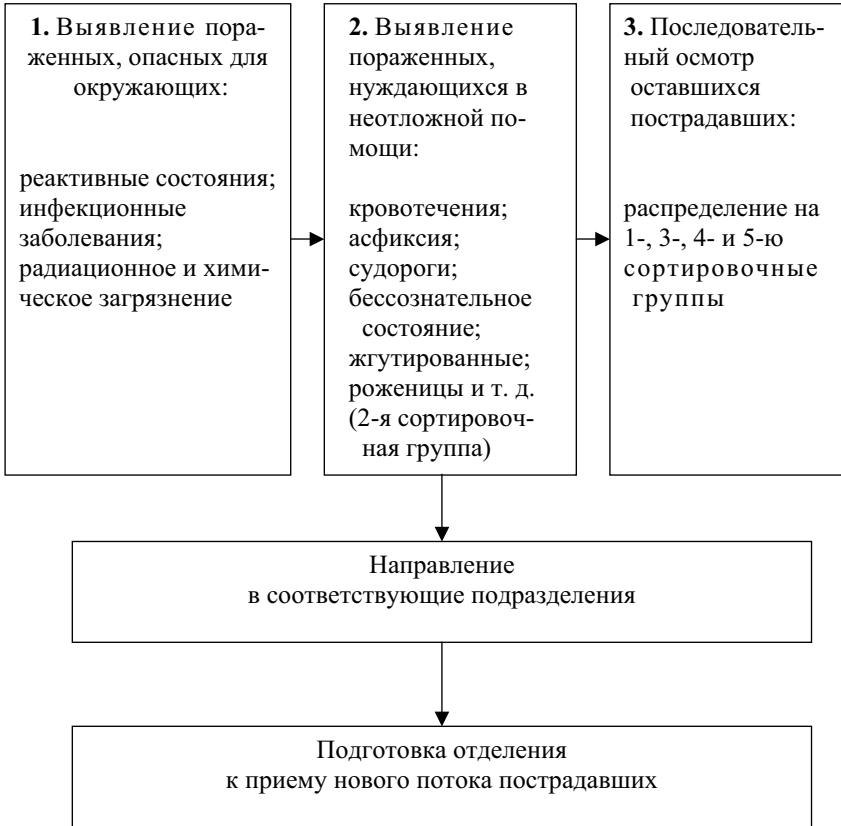 1. Выявление пора-
женных, опасных для
окружающих:
реактивные состояния;
инфекционные
заболевания;
радиационное и хими-
ческое загрязнение
2. Выявление
пораженных,
нуждающихся в
неотложной по-
мощи:
кровотечения;
асфиксия;
судороги;
бессознательное
состояние;
жгутированные;
роженицы и т. д.
(2-я сортировоч-
ная группа)
3. Последователь-
ный осмотр
оставшихся
пострадавших:
распределение на
1-, 3-, 4- и 5-ю
сортировочные
группы
Направление
в соответствующие подразделения
Подготовка отделения
к приему нового потока пострадавших